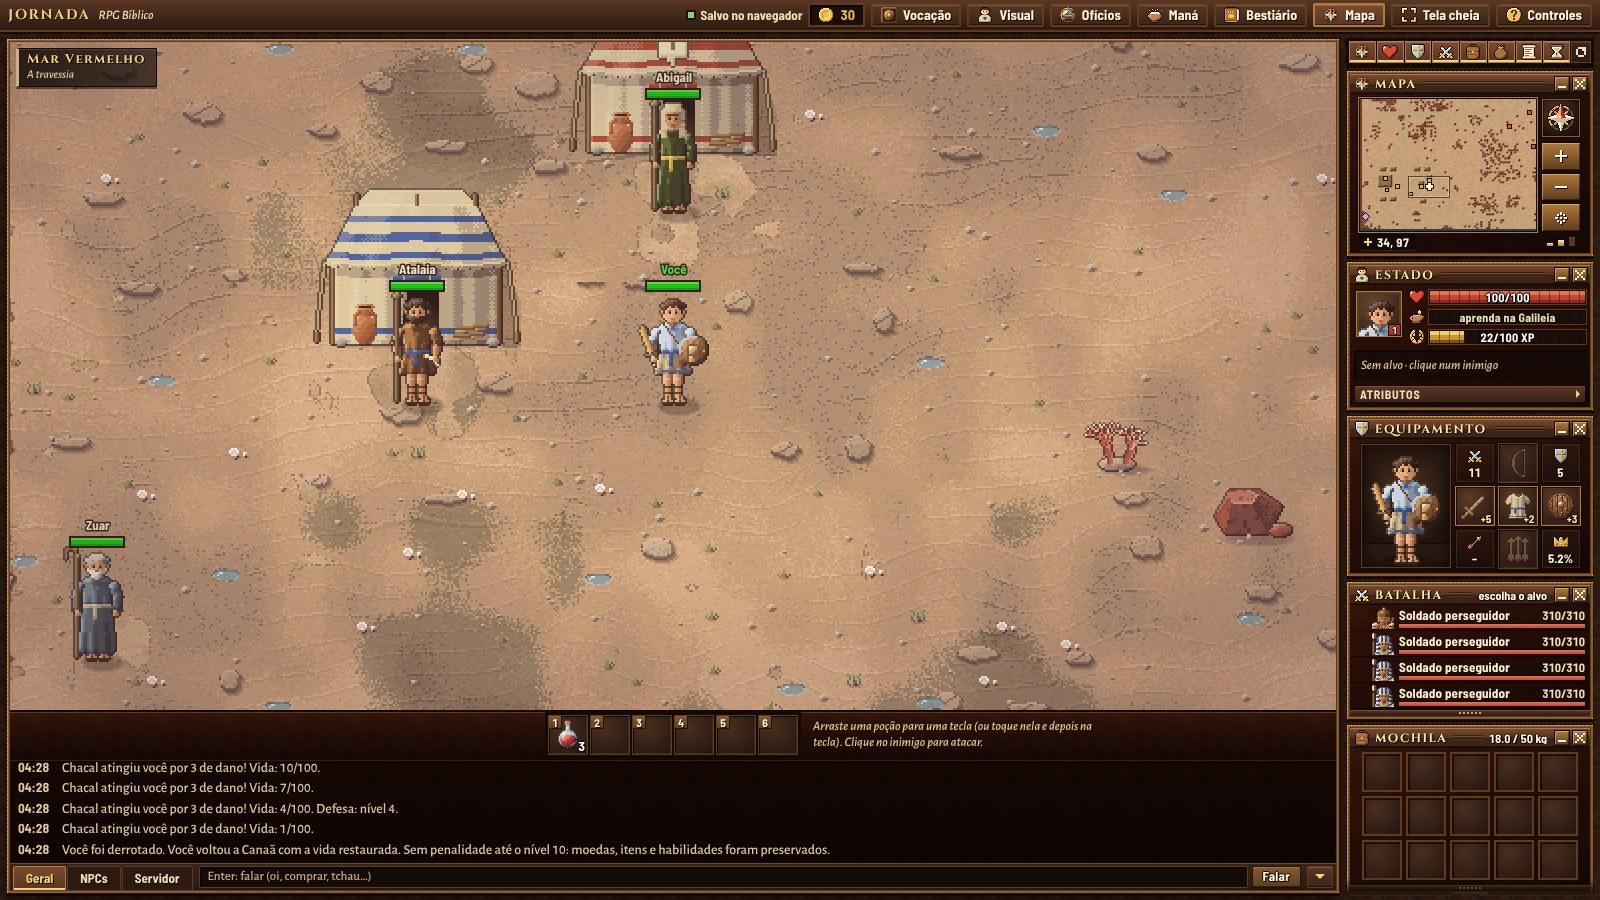 JORNADA RPG Bíblico
Salvo no navegador
30
Vocação
Visual
Ofícios
Maná
Bestiário
Mapa
Tela cheia
Controles
MAR VERMELHO
A travessia
Abigail
Atalaia
Você
Zuar
MAPA
34, 97
ESTADO
100/100
aprenda na Galileia
1
22/100 XP
Sem alvo · clique num inimigo
ATRIBUTOS
EQUIPAMENTO
11
5
+5
+2
+3
-
5.2%
BATALHA escolha o alvo
Soldado perseguidor 310/310
Soldado perseguidor 310/310
Soldado perseguidor 310/310
Soldado perseguidor 310/310
MOCHILA 18.0 / 50 kg
1 2 3 4 5 6
3
Arraste uma poção para uma tecla (ou toque nela e depois na
tecla). Clique no inimigo para atacar.
04:28 Chacal atingiu você por 3 de dano! Vida: 10/100.
04:28 Chacal atingiu você por 3 de dano! Vida: 7/100.
04:28 Chacal atingiu você por 3 de dano! Vida: 4/100. Defesa: nível 4.
04:28 Chacal atingiu você por 3 de dano! Vida: 1/100.
04:28 Você foi derrotado. Você voltou a Canaã com a vida restaurada. Sem penalidade até o nível 10: moedas, itens e habilidades foram preservados.
Geral NPCs Servidor
Enter: falar (oi, comprar, tchau...)
Falar